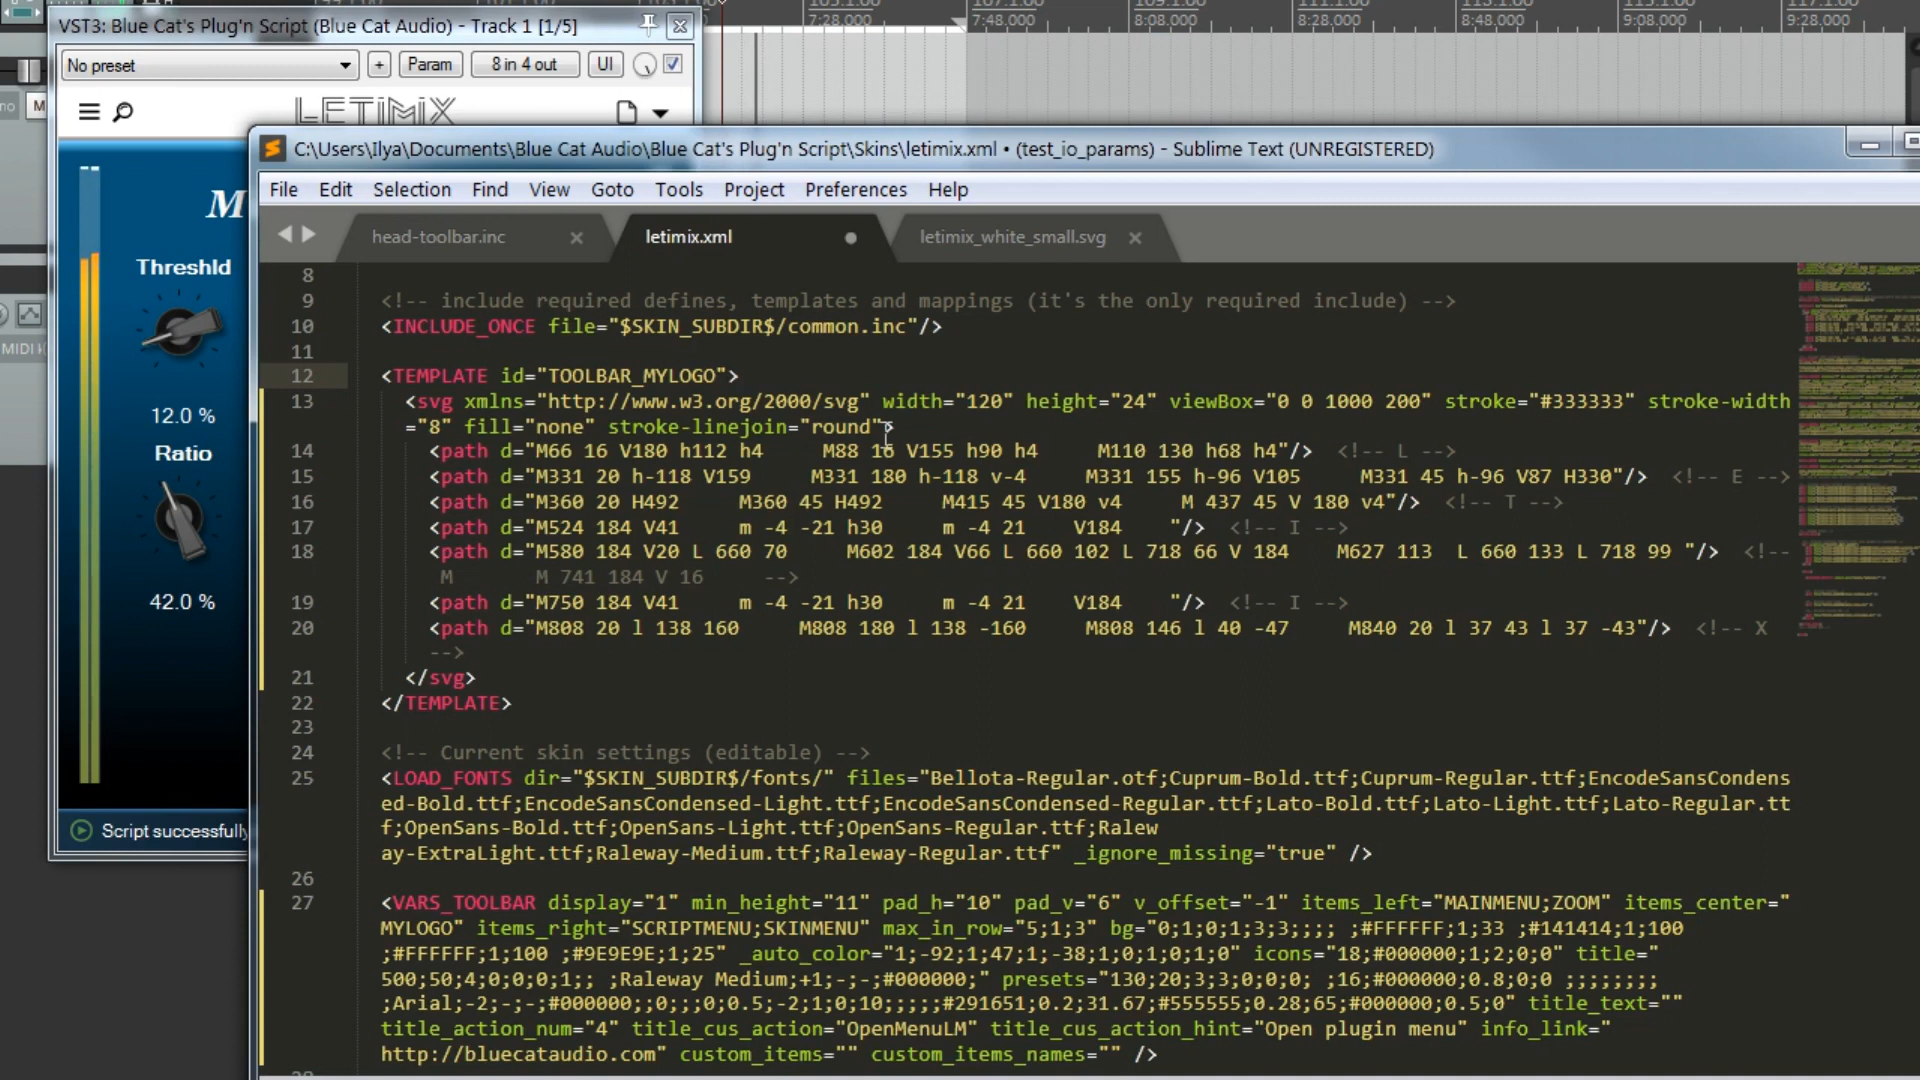 7:28.000 7:48.000 8:08.000 8:28.000 8:48.000 9:08.000 9:28.000
VST3: Blue Cat's Plug'n Script (Blue Cat Audio) - Track 1 [1/5]
No preset + Param 8 in 4 out UI
M LETIMIX
C:\Users\Ilya\Documents\Blue Cat Audio\Blue Cat's Plug'n Script\Skins\letimix.xml • (test_io_params) - Sublime Text (UNREGISTERED)
File Edit Selection Find View Goto Tools Project Preferences Help
head-toolbar.inc letimix.xml letimix_white_small.svg
M
Threshld
12.0 %
Ratio
MIDI
42.0 %
Script successfully
8
9 <!-- include required defines, templates and mappings (it's the only required include) -->
10 <INCLUDE_ONCE file="$SKIN_SUBDIR$/common.inc"/>
11
12 <TEMPLATE id="TOOLBAR_MYLOGO">
13 <svg xmlns="http://www.w3.org/2000/svg" width="120" height="24" viewBox="0 0 1000 200" stroke="#333333" stroke-width
="8" fill="none" stroke-linejoin="round">
14 <path d="M66 16 V180 h112 h4 M88 16 V155 h90 h4 M110 130 h68 h4"/> <!-- L -->
15 <path d="M331 20 h-118 V159 M331 180 h-118 v-4 M331 155 h-96 V105 M331 45 h-96 V87 H330"/> <!-- E -->
16 <path d="M360 20 H492 M360 45 H492 M415 45 V180 v4 M 437 45 V 180 v4"/> <!-- T -->
17 <path d="M524 184 V41 m -4 -21 h30 m -4 21 V184 "/> <!-- I -->
18 <path d="M580 184 V20 L 660 70 M602 184 V66 L 660 102 L 718 66 V 184 M627 113 L 660 133 L 718 99 "/> <!--
M M 741 184 V 16 -->
19 <path d="M750 184 V41 m -4 -21 h30 m -4 21 V184 "/> <!-- I -->
20 <path d="M808 20 l 138 160 M808 180 l 138 -160 M808 146 l 40 -47 M840 20 l 37 43 l 37 -43"/> <!-- X
-->
21 </svg>
22 </TEMPLATE>
23
24 <!-- Current skin settings (editable) -->
25 <LOAD_FONTS dir="$SKIN_SUBDIR$/fonts/" files="Bellota-Regular.otf;Cuprum-Bold.ttf;Cuprum-Regular.ttf;EncodeSansCondens
ed-Bold.ttf;EncodeSansCondensed-Light.ttf;EncodeSansCondensed-Regular.ttf;Lato-Bold.ttf;Lato-Light.ttf;Lato-Regular.tt
f;OpenSans-Bold.ttf;OpenSans-Light.ttf;OpenSans-Regular.ttf;Ralew
ay-ExtraLight.ttf;Raleway-Medium.ttf;Raleway-Regular.ttf" _ignore_missing="true" />
26
27 <VARS_TOOLBAR display="1" min_height="11" pad_h="10" pad_v="6" v_offset="-1" items_left="MAINMENU;ZOOM" items_center="
MYLOGO" items_right="SCRIPTMENU;SKINMENU" max_in_row="5;1;3" bg="0;1;0;1;3;3;;;; ;#FFFFFF;1;33 ;#141414;1;100
;#FFFFFF;1;100 ;#9E9E9E;1;25" _auto_color="1;-92;1;47;1;-38;1;0;1;0;1;0" icons="18;#000000;1;2;0;0" title="
500;50;4;0;0;0;1;; ;Raleway Medium;+1;-;-;#000000;" presets="130;20;3;3;0;0;0; ;16;#000000;0.8;0;0 ;;;;;;;;
;Arial;-2;-;-;#000000;;0;;;0;0.5;-2;1;0;10;;;;;#291651;0.2;31.67;#555555;0.28;65;#000000;0.5;0" title_text=""
title_action_num="4" title_cus_action="OpenMenuLM" title_cus_action_hint="Open plugin menu" info_link="
http://bluecataudio.com" custom_items="" custom_items_names="" />